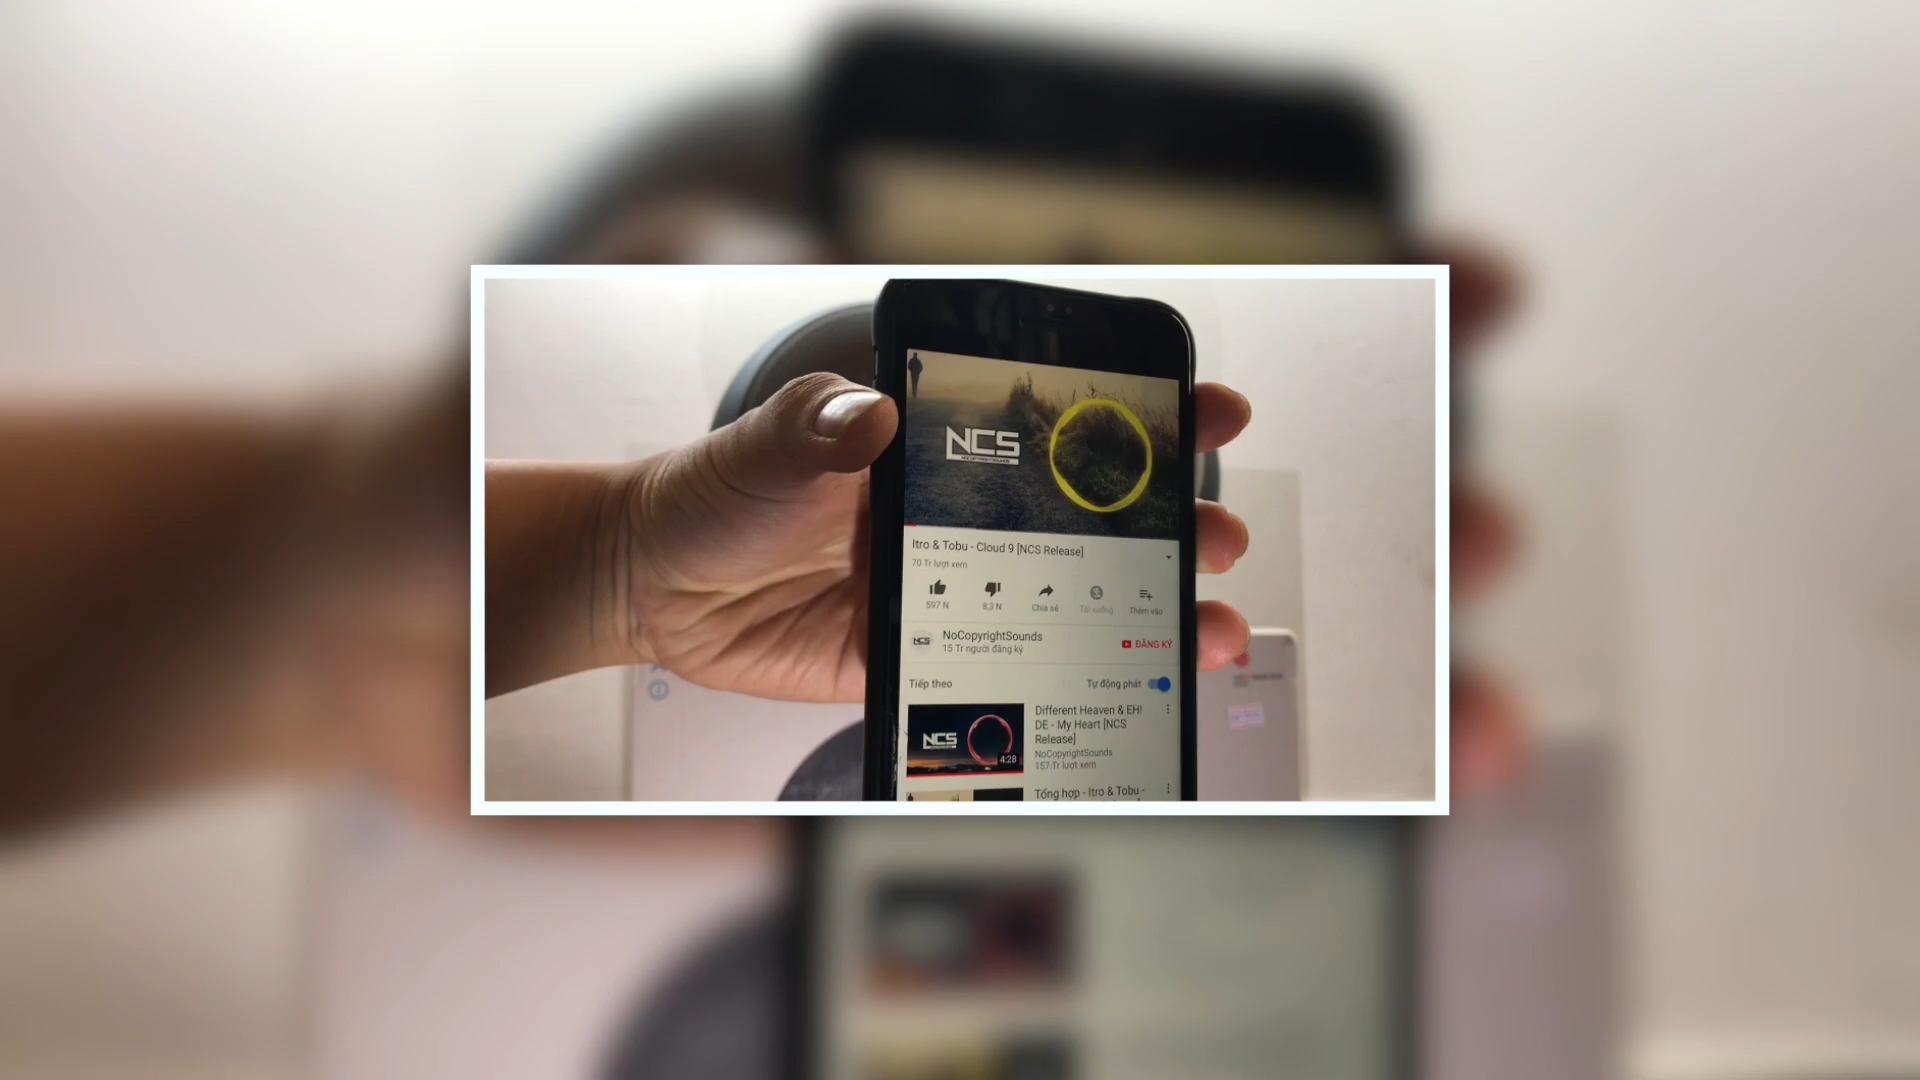 NCS
NOCOPYRIGHTSOUNDS
Itro & Tobu - Cloud 9 [NCS Release]
70 Tr lượt xem
597 N
8,3 N
Chia sẻ
Tải xuống
Thêm vào
NCS
NoCopyrightSounds
15 Tr người đăng ký
ĐĂNG KÝ
Tiếp theo
Tự động phát
NCS
4:28
Different Heaven & EH!
DE - My Heart [NCS
Release]
NoCopyrightSounds
157 Tr lượt xem
Tổng hợp - Itro & Tobu -